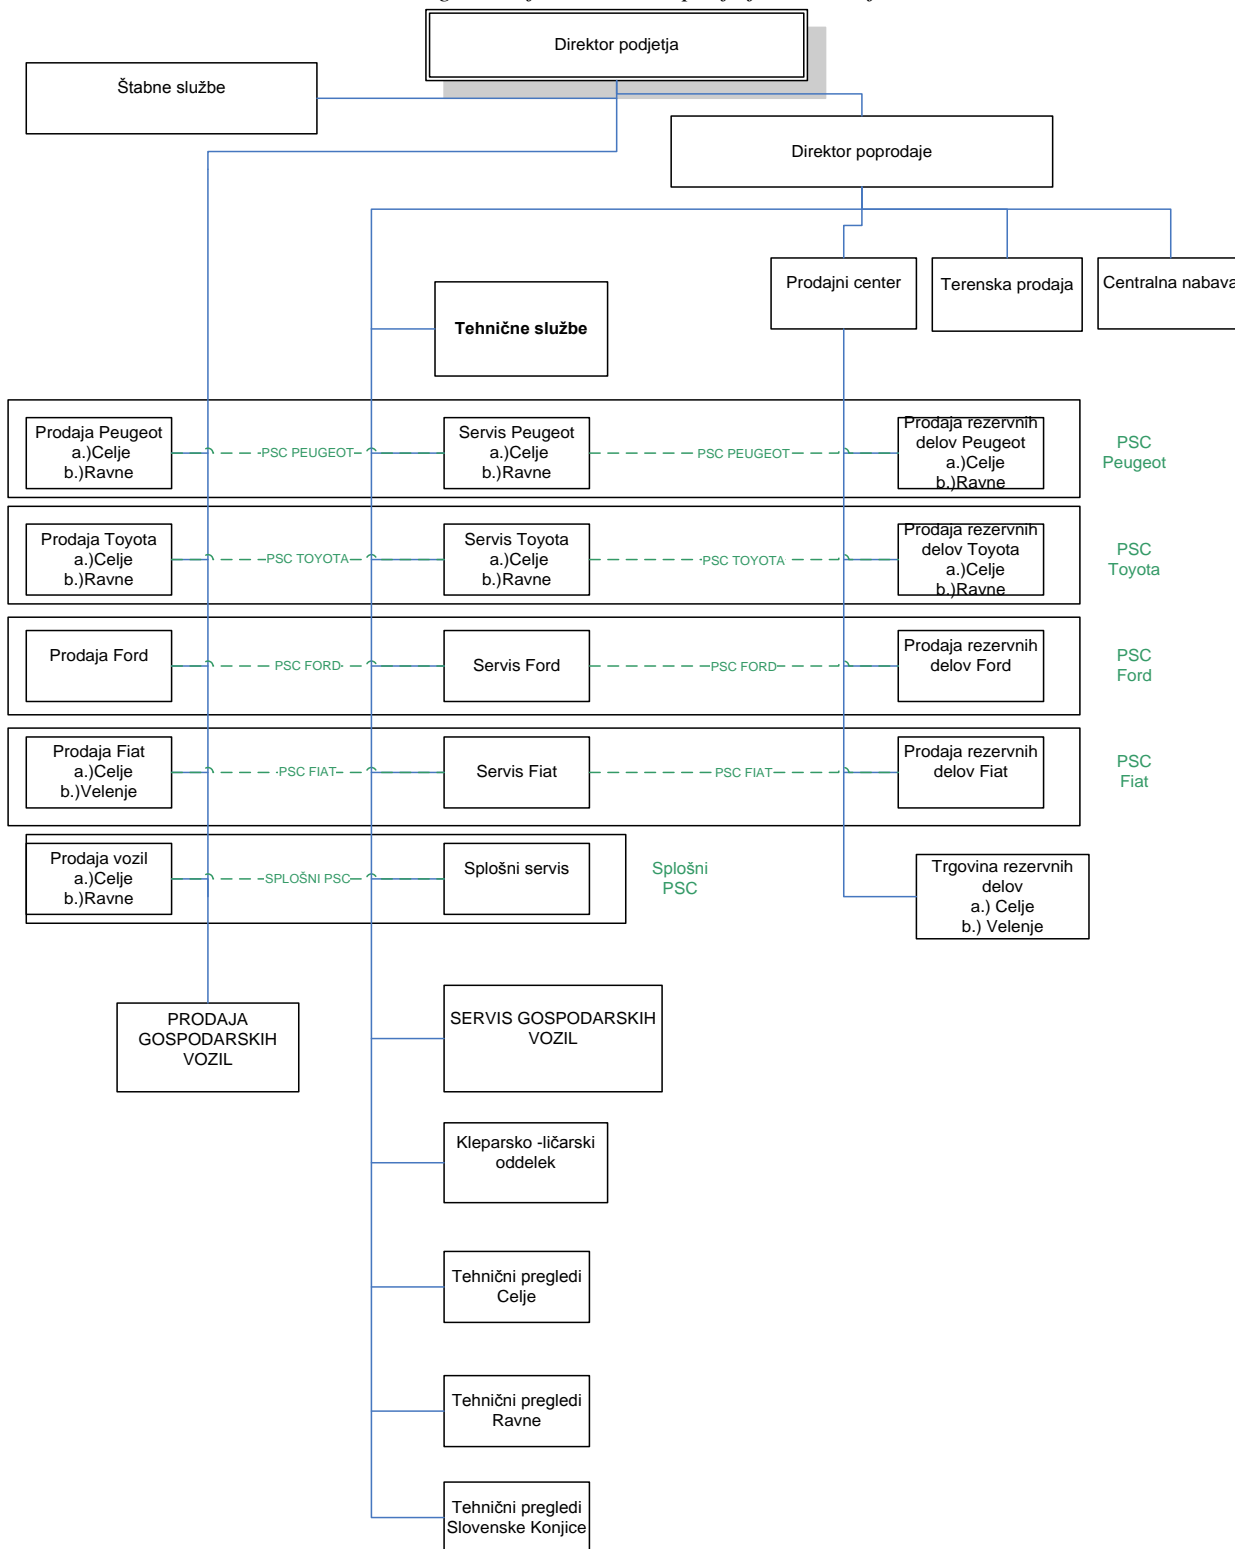 Direktor podjetja
Štabne službe
Direktor poprodaje
Prodajni center
Terenska prodaja
Centralna nabava
Tehnične službe
Prodaja Peugeot
a.)Celje
b.)Ravne
PSC PEUGEOT
Servis Peugeot
a.)Celje
b.)Ravne
PSC PEUGEOT
Prodaja rezervnih
delov Peugeot
a.)Celje
b.)Ravne
PSC
Peugeot
Prodaja Toyota
a.)Celje
b.)Ravne
PSC TOYOTA
Servis Toyota
a.)Celje
b.)Ravne
PSC TOYOTA
Prodaja rezervnih
delov Toyota
a.)Celje
b.)Ravne
PSC
Toyota
Prodaja Ford
PSC FORD
Servis Ford
PSC FORD
Prodaja rezervnih
delov Ford
PSC
Ford
Prodaja Fiat
a.)Celje
b.)Velenje
PSC FIAT
Servis Fiat
PSC FIAT
Prodaja rezervnih
delov Fiat
PSC
Fiat
Prodaja vozil
a.)Celje
b.)Ravne
SPLOŠNI PSC
Splošni servis
Splošni
PSC
Trgovina rezervnih
delov
a.) Celje
b.) Velenje
PRODAJA
GOSPODARSKIH
VOZIL
SERVIS GOSPODARSKIH
VOZIL
Kleparsko -ličarski
oddelek
Tehnični pregledi
Celje
Tehnični pregledi
Ravne
Tehnični pregledi
Slovenske Konjice